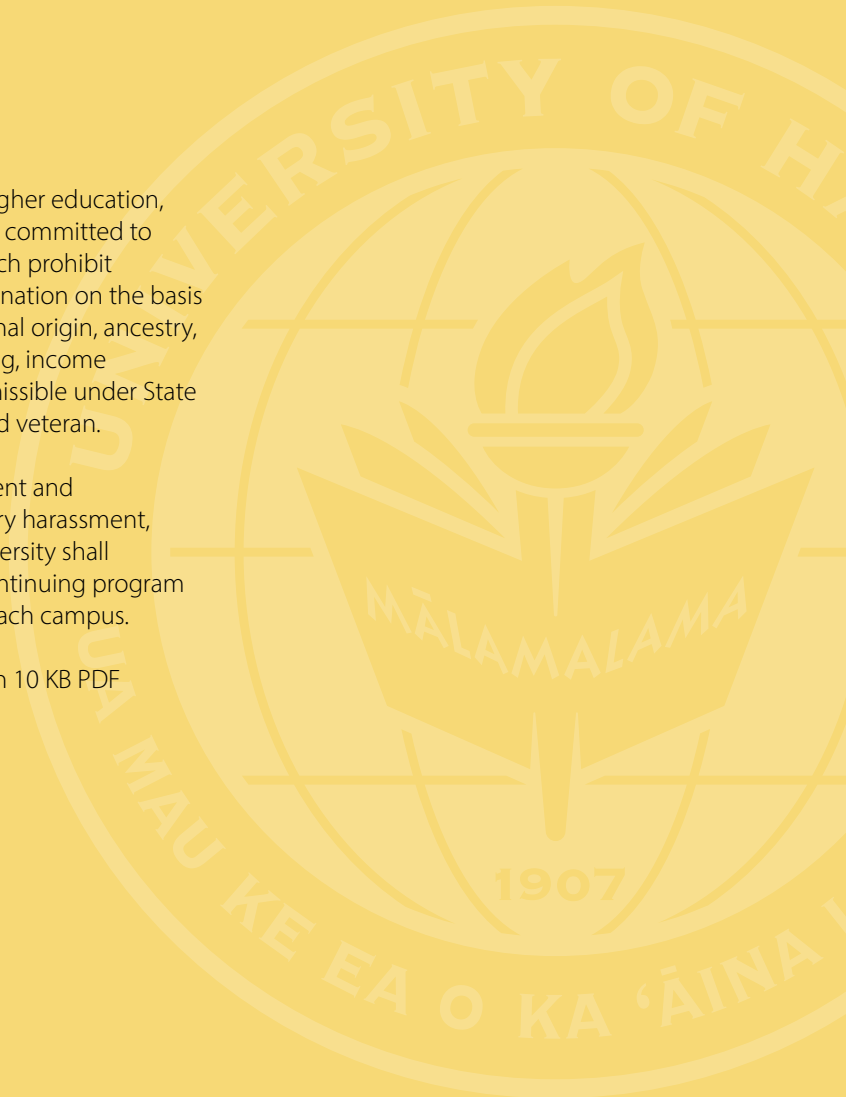 gher education,
committed to
ch prohibit
nation on the basis
nal origin, ancestry,
g, income
issible under State
d veteran.
ent and
ry harassment,
ersity shall
ntinuing program
ach campus.
n 10 KB PDF
UNIVERSITY OF HA
MĀLAMALAMA
1907
UA MAU KE EA O KA ʻĀINA I